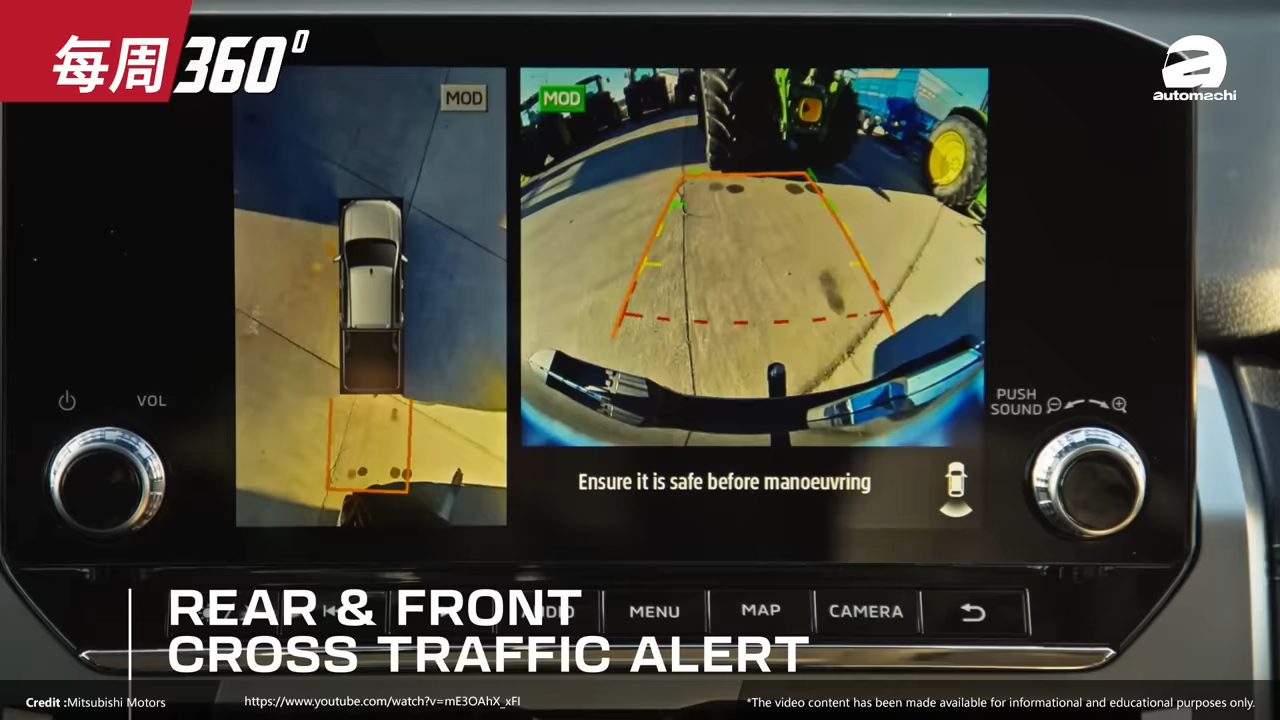 每周360°
automachi
MOD
MOD
VOL
PUSH
SOUND
Ensure it is safe before manoeuvring
REAR & FRONT
CROSS TRAFFIC ALERT
MENU
MAP
CAMERA
Credit :Mitsubishi Motors
https://www.youtube.com/watch?v=mE3OAhX_xFI
*The video content has been made available for informational and educational purposes only.